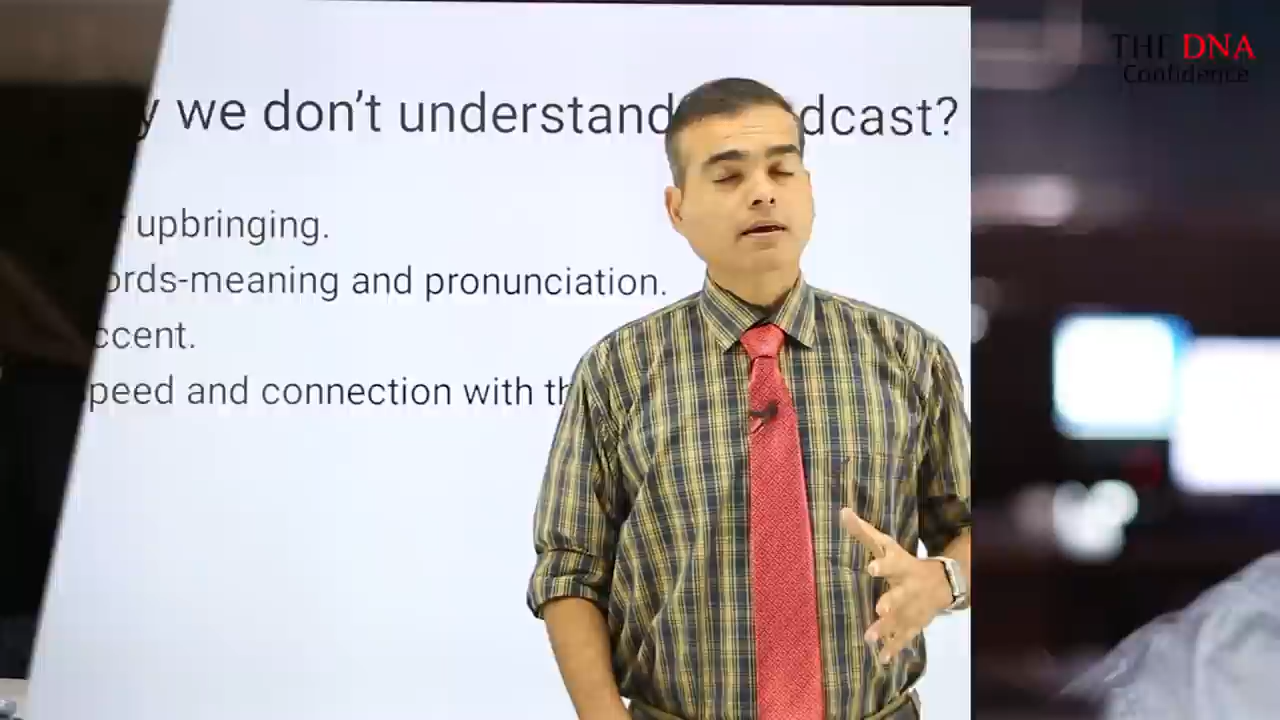 we don't understand dcast?
upbringing.
ords-meaning and pronunciation.
ccent.
peed and connection with th
THE DNA
Confidence